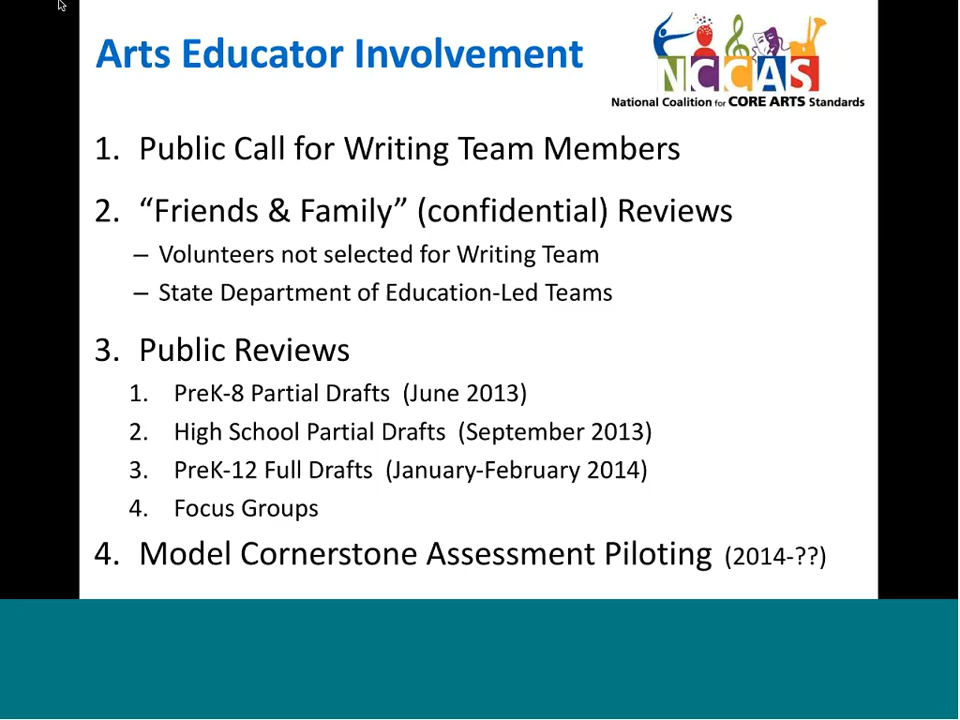 Arts Educator Involvement
NCCAS
National Coalition for CORE ARTS Standards
1. Public Call for Writing Team Members
2. “Friends & Family” (confidential) Reviews
– Volunteers not selected for Writing Team
– State Department of Education-Led Teams
3. Public Reviews
1. PreK-8 Partial Drafts (June 2013)
2. High School Partial Drafts (September 2013)
3. PreK-12 Full Drafts (January-February 2014)
4. Focus Groups
4. Model Cornerstone Assessment Piloting (2014-??)